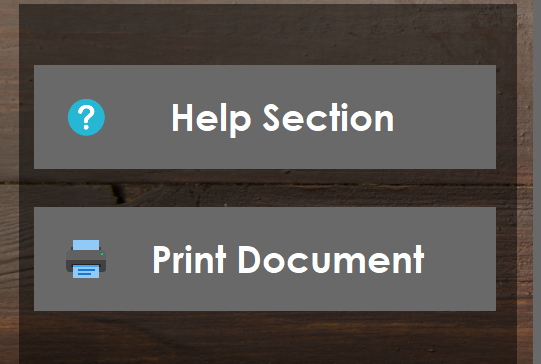 ?
Help Section
Print Document